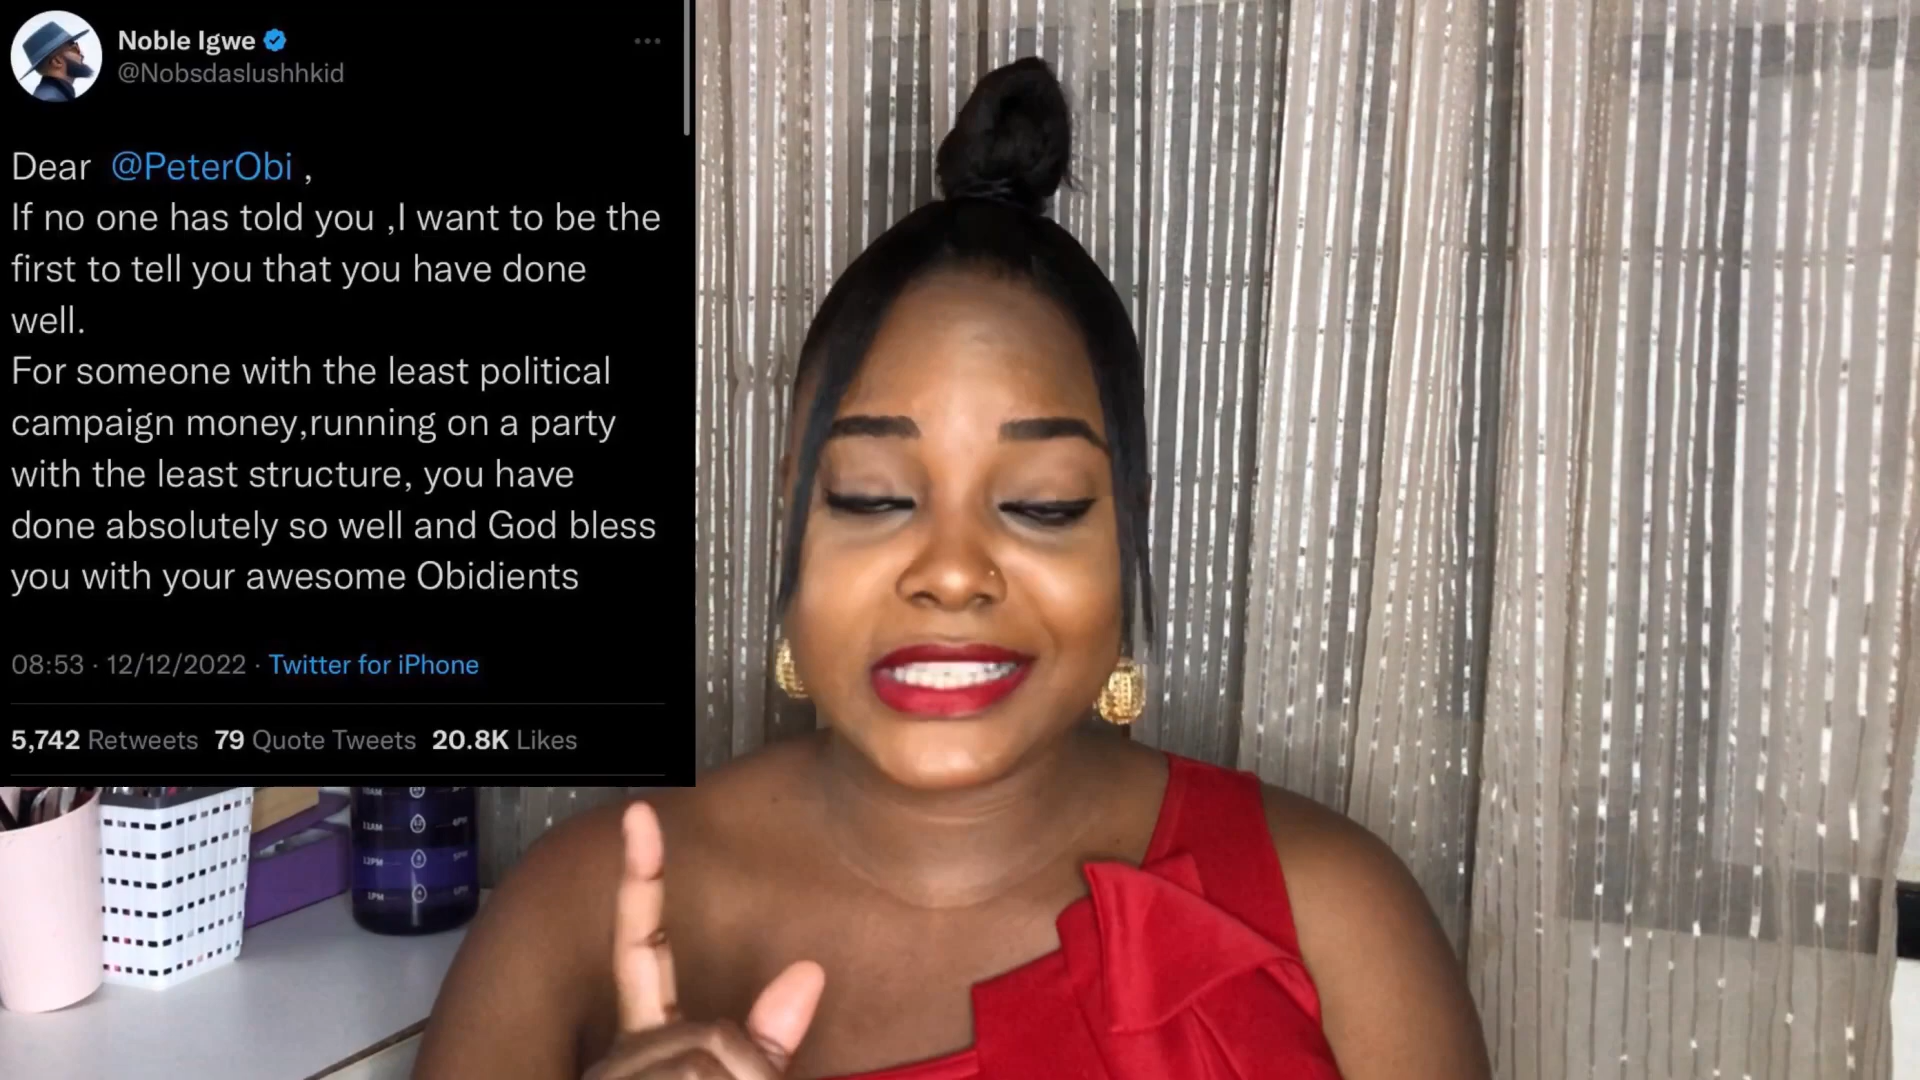 Noble Igwe
@Nobsdaslushhkid
Dear @PeterObi ,
If no one has told you ,I want to be the
first to tell you that you have done
well.
For someone with the least political
campaign money,running on a party
with the least structure, you have
done absolutely so well and God bless
you with your awesome Obidients
08:53 · 12/12/2022 · Twitter for iPhone
5,742 Retweets 79 Quote Tweets 20.8K Likes
11AM
12PM
1PM